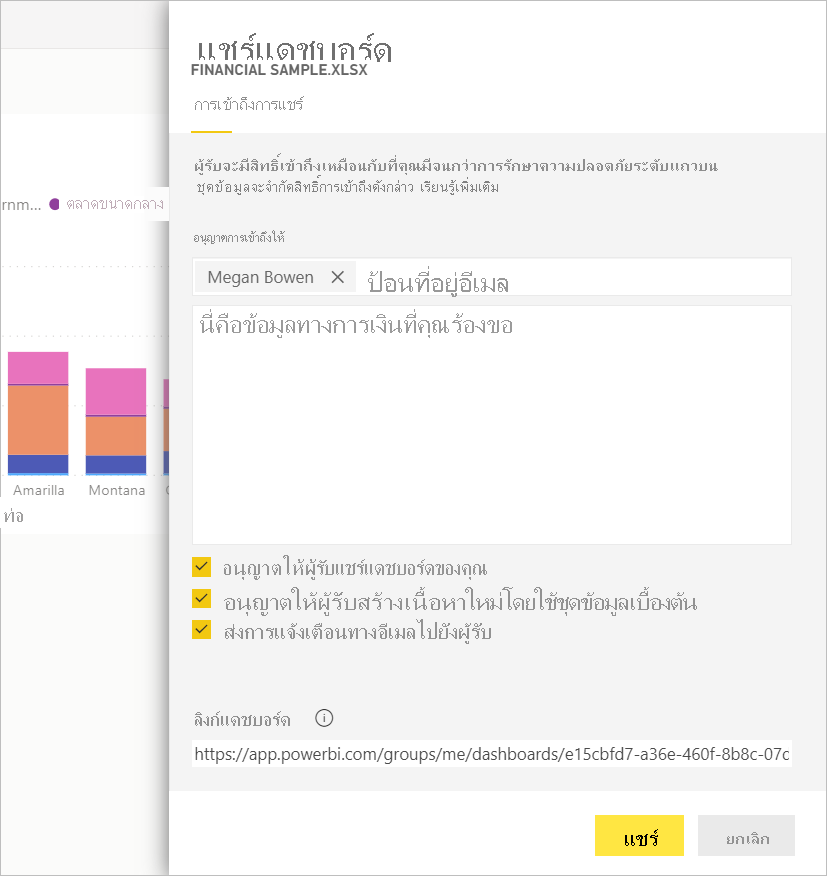 แชร์แดชบอร์ด
FINANCIAL SAMPLE.XLSX
การเข้าถึงการแชร์
ผู้รับจะมีสิทธิ์เข้าถึงเหมือนกับที่คุณมีจนกว่าการรักษาความปลอดภัยระดับแถวบน
ชุดข้อมูลจะจำกัดสิทธิ์การเข้าถึงดังกล่าว เรียนรู้เพิ่มเติม
rnm... ตลาดขนาดกลาง
อนุญาตการเข้าถึงให้
Megan Bowen ป้อนที่อยู่อีเมล
นี่คือข้อมูลทางการเงินที่คุณร้องขอ
Amarilla Montana
ท่อ
อนุญาตให้ผู้รับแชร์แดชบอร์ดของคุณ
อนุญาตให้ผู้รับสร้างเนื้อหาใหม่โดยใช้ชุดข้อมูลเบื้องต้น
ส่งการแจ้งเตือนทางอีเมลไปยังผู้รับ
ลิงก์แดชบอร์ด
https://app.powerbi.com/groups/me/dashboards/e15cbfd7-a36e-460f-8b8c-07c
แชร์ ยกเลิก